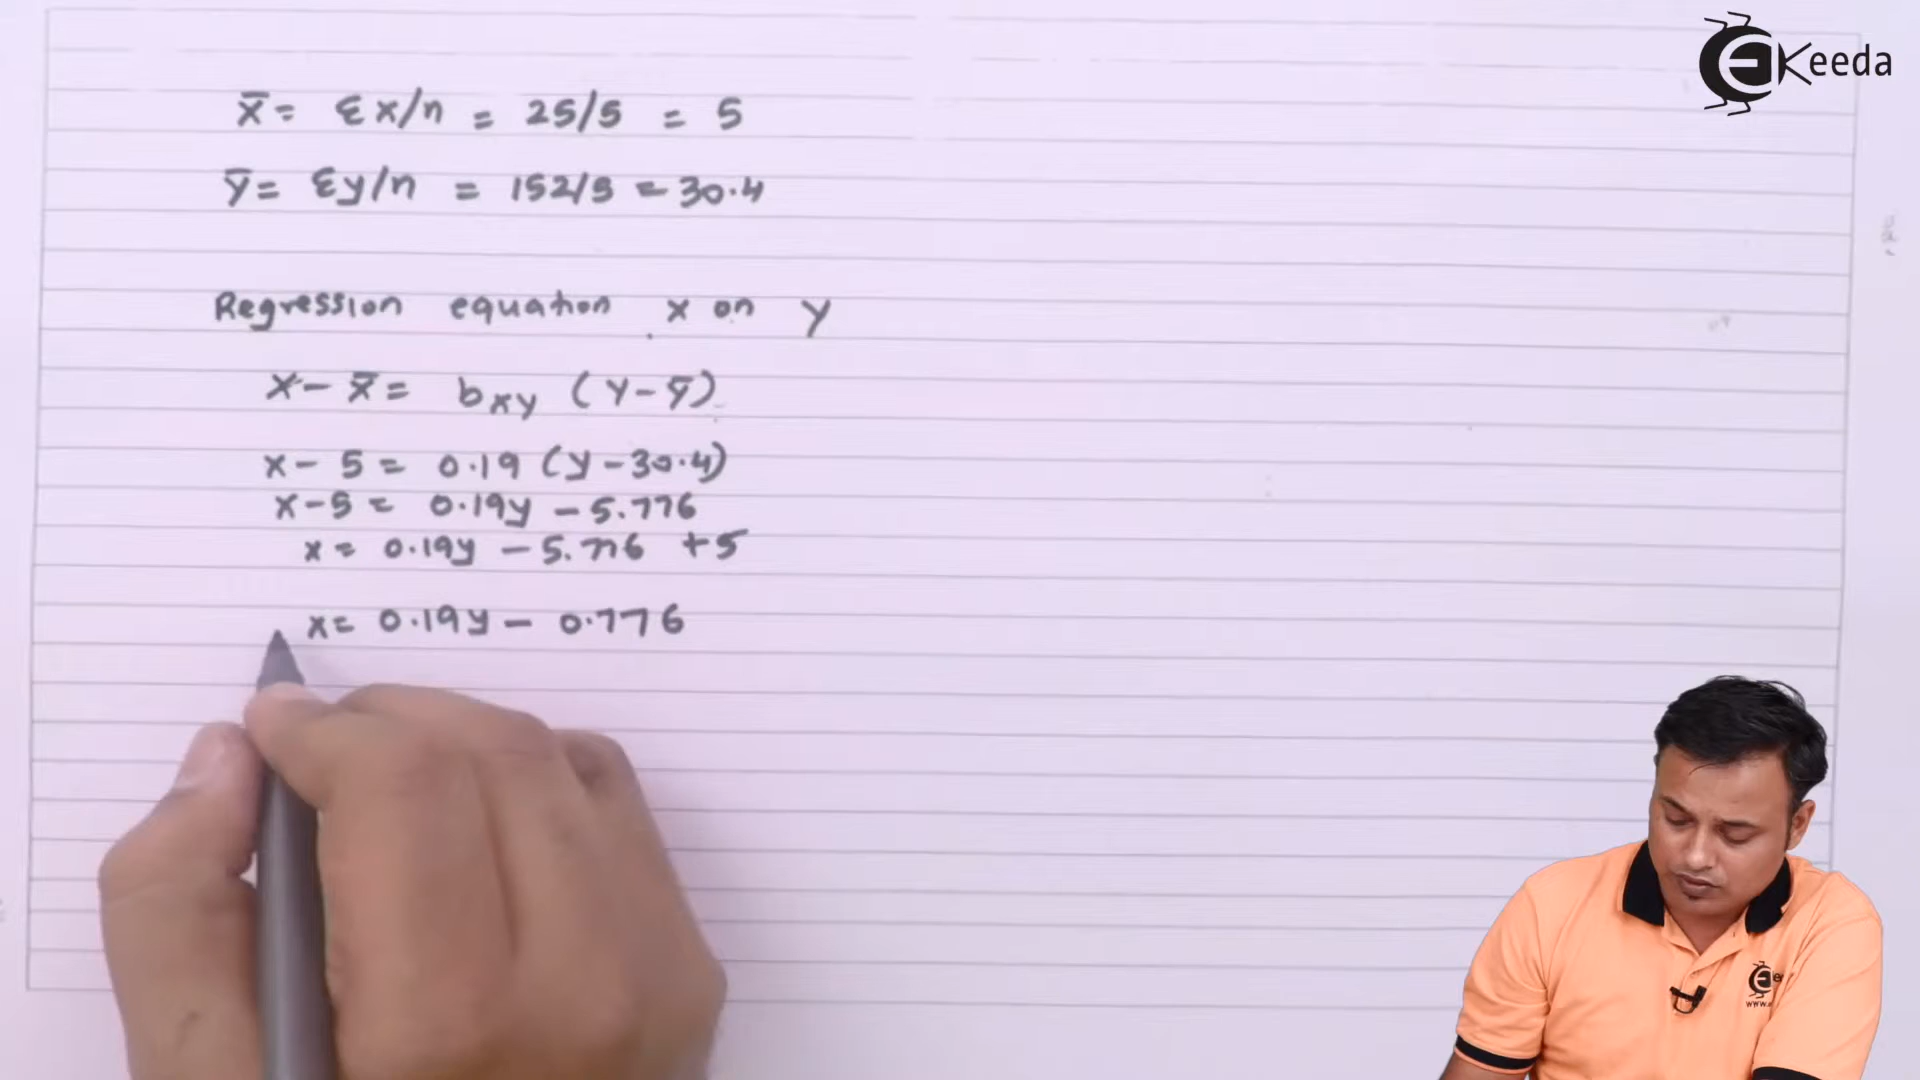 x̄ = Σx/n = 25/5 = 5
ȳ = Σy/n = 152/5 = 30.4
Regression equation x on y
x - x̄ = bxy (y - ȳ)
x - 5 = 0.19 (y - 30.4)
x - 5 = 0.19y - 5.776
x = 0.19y - 5.776 + 5
x = 0.19y - 0.776
EKeeda